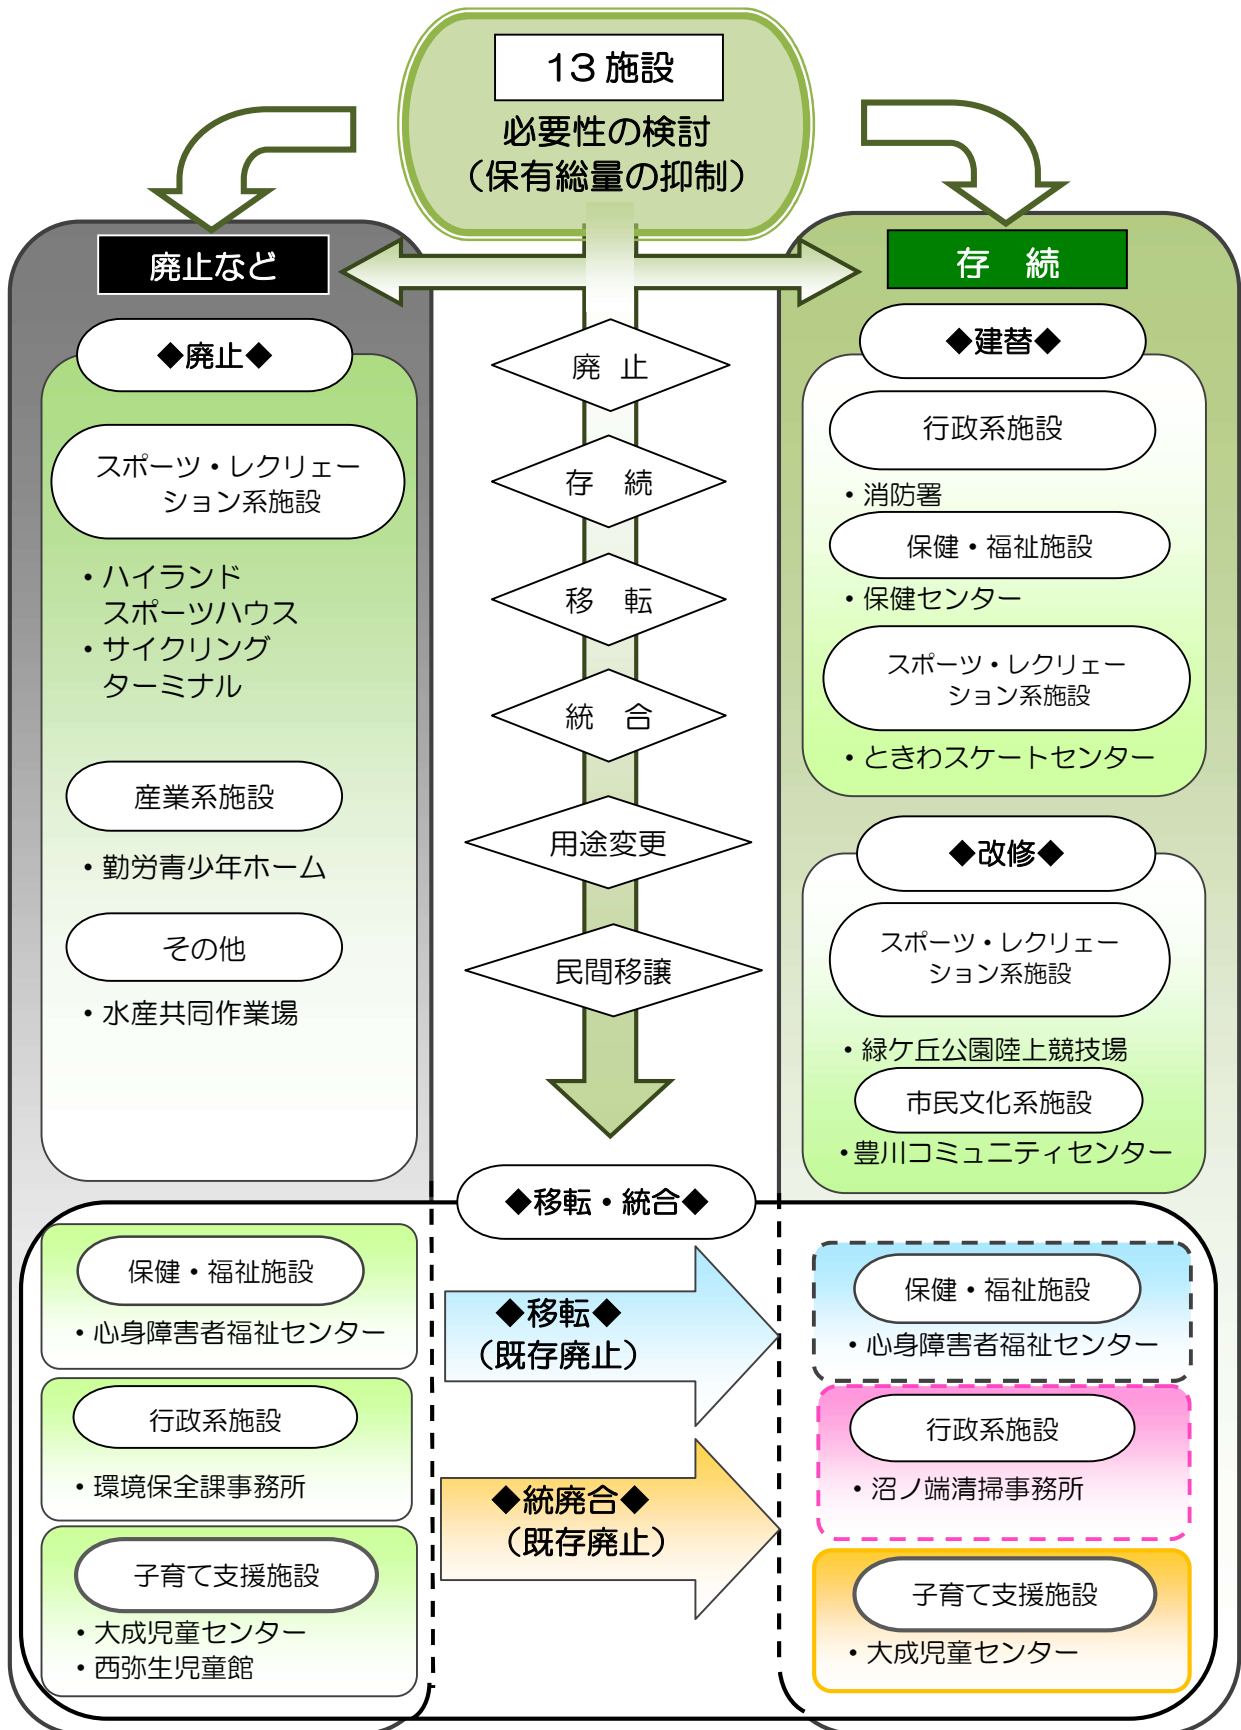 13 施設
必要性の検討
（保有総量の抑制）
廃止など
◆廃止◆
スポーツ・レクリェー
ション系施設
・ハイランド
スポーツハウス
・サイクリング
ターミナル
産業系施設
・勤労青少年ホーム
その他
・水産共同作業場
廃 止
存 続
移 転
統 合
用途変更
民間移譲
存 続
◆建替◆
行政系施設
・消防署
保健・福祉施設
・保健センター
スポーツ・レクリェー
ション系施設
・ときわスケートセンター
◆改修◆
スポーツ・レクリェー
ション系施設
・緑ケ丘公園陸上競技場
市民文化系施設
・豊川コミュニティセンター
◆移転・統合◆
保健・福祉施設
・心身障害者福祉センター
行政系施設
・環境保全課事務所
子育て支援施設
・大成児童センター
・西弥生児童館
◆移転◆
（既存廃止）
◆統廃合◆
（既存廃止）
保健・福祉施設
・心身障害者福祉センター
行政系施設
・沼ノ端清掃事務所
子育て支援施設
・大成児童センター